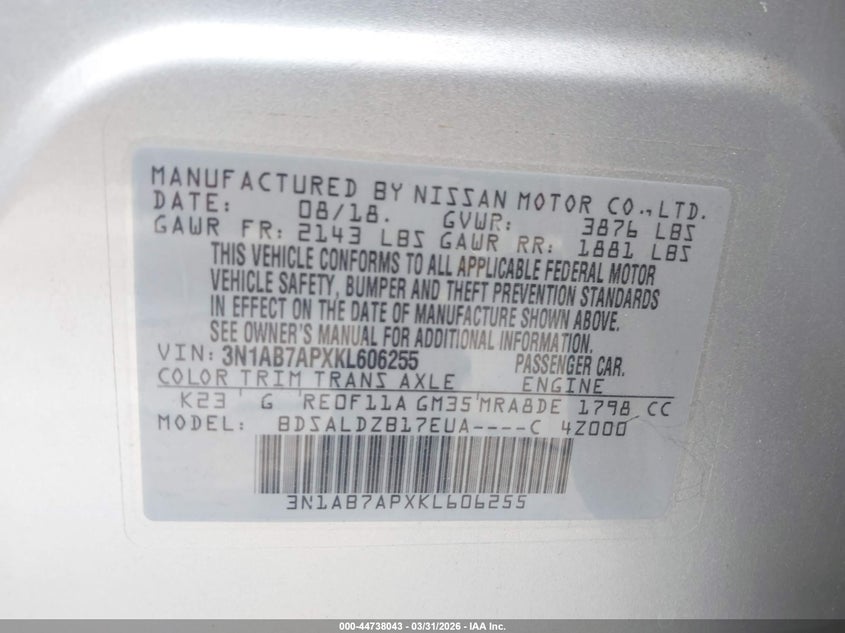 MANUFACTURED BY NISSAN MOTOR CO.,LTD.
DATE: 08/18. GVWR: 3876 LBS
GAWR FR: 2143 LBS GAWR RR: 1881 LBS
THIS VEHICLE CONFORMS TO ALL APPLICABLE FEDERAL MOTOR
VEHICLE SAFETY, BUMPER AND THEFT PREVENTION STANDARDS
IN EFFECT ON THE DATE OF MANUFACTURE SHOWN ABOVE.
SEE OWNER'S MANUAL FOR ADDITIONAL INFORMATION.
VIN: 3N1AB7APXKL606255 PASSENGER CAR.
COLOR TRIM TRANS AXLE ENGINE
K23 G RE0F11A GM35 MRA8DE 1798 CC
MODEL: BDSALDZB17EUA----C 4Z000
3N1AB7APXKL606255
000-44738043 — 03/31/2026 — IAA Inc.